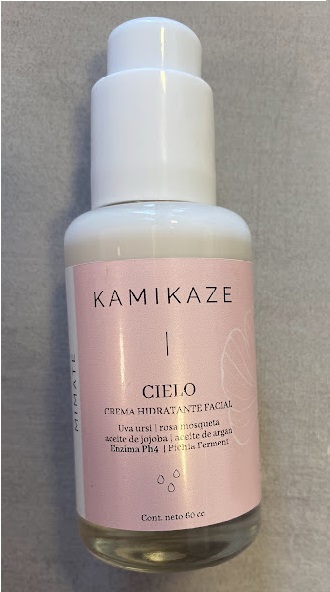 KAMIKAZE
CIELO
CREMA HIDRATANTE FACIAL
Uva ursi | rosa mosqueta
aceite de jojoba | aceite de argan
Enzima Ph4 | Pichia Ferment
Cont. neto 60 cc
MIMATE